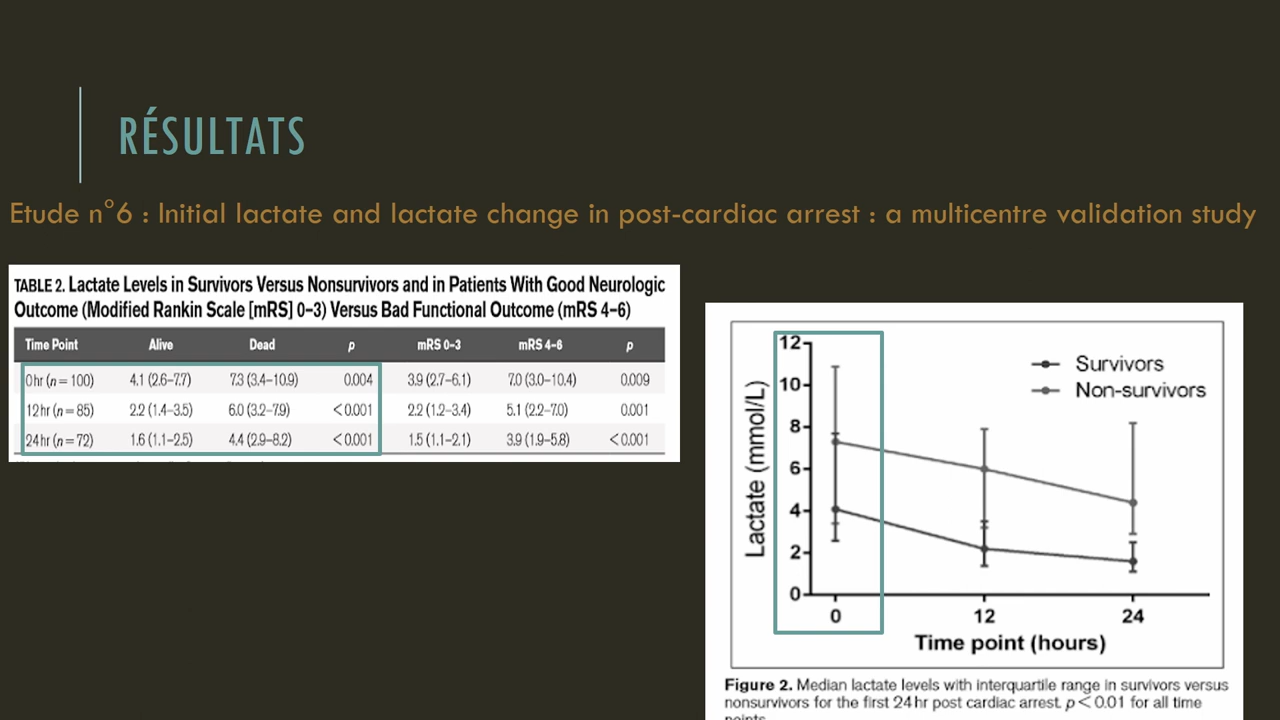 RÉSULTATS
Etude n°6 : Initial lactate and lactate change in post-cardiac arrest : a multicentre validation study
TABLE 2. Lactate Levels in Survivors Versus Nonsurvivors and in Patients With Good Neurologic
Outcome (Modified Rankin Scale [mRS] 0–3) Versus Bad Functional Outcome (mRS 4–6)
Time Point Alive Dead p mRS 0–3 mRS 4–6 p
0 hr (n = 100) 4.1 (2.6–7.7) 7.3 (3.4–10.9) 0.004 3.9 (2.7–6.1) 7.0 (3.0–10.4) 0.009
12 hr (n = 85) 2.2 (1.4–3.5) 6.0 (3.2–7.9) <0.001 2.2 (1.2–3.4) 5.1 (2.2–7.0) 0.001
24 hr (n = 72) 1.6 (1.1–2.5) 4.4 (2.9–8.2) <0.001 1.5 (1.1–2.1) 3.9 (1.9–5.8) <0.001
Lactate (mmol/L)
12
10
8
6
4
2
0
Survivors
Non-survivors
0 12 24
Time point (hours)
Figure 2. Median lactate levels with interquartile range in survivors versus
nonsurvivors for the first 24 hr post cardiac arrest. p < 0.01 for all time
points.